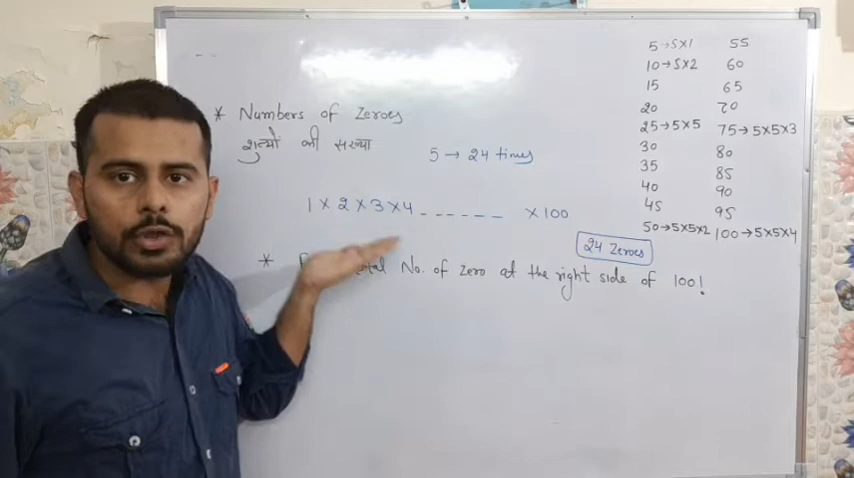 * Numbers of Zeroes
शून्यों की संख्या
5 → 24 times
1 × 2 × 3 × 4 _ _ _ _ _ _ × 100
24 Zeroes
* No. of zero at the right side of 100!
5 → 5×1
10 → 5×2
15
20
25 → 5×5
30
35
40
45
50 → 5×5×2
55
60
65
70
75 → 5×5×3
80
85
90
95
100 → 5×5×4